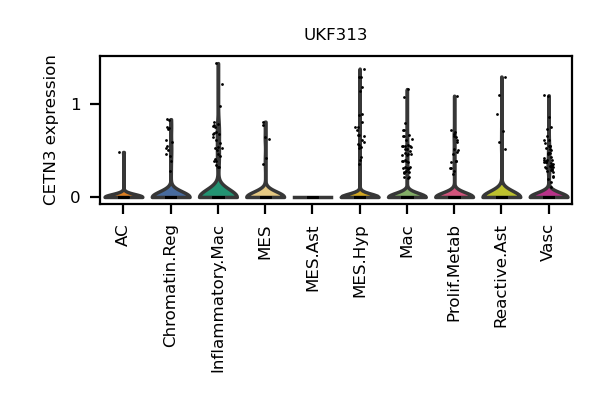 UKF313
CETN3 expression
1
0
AC
Chromatin.Reg
Inflammatory.Mac
MES
MES.Ast
MES.Hyp
Mac
Prolif.Metab
Reactive.Ast
Vasc